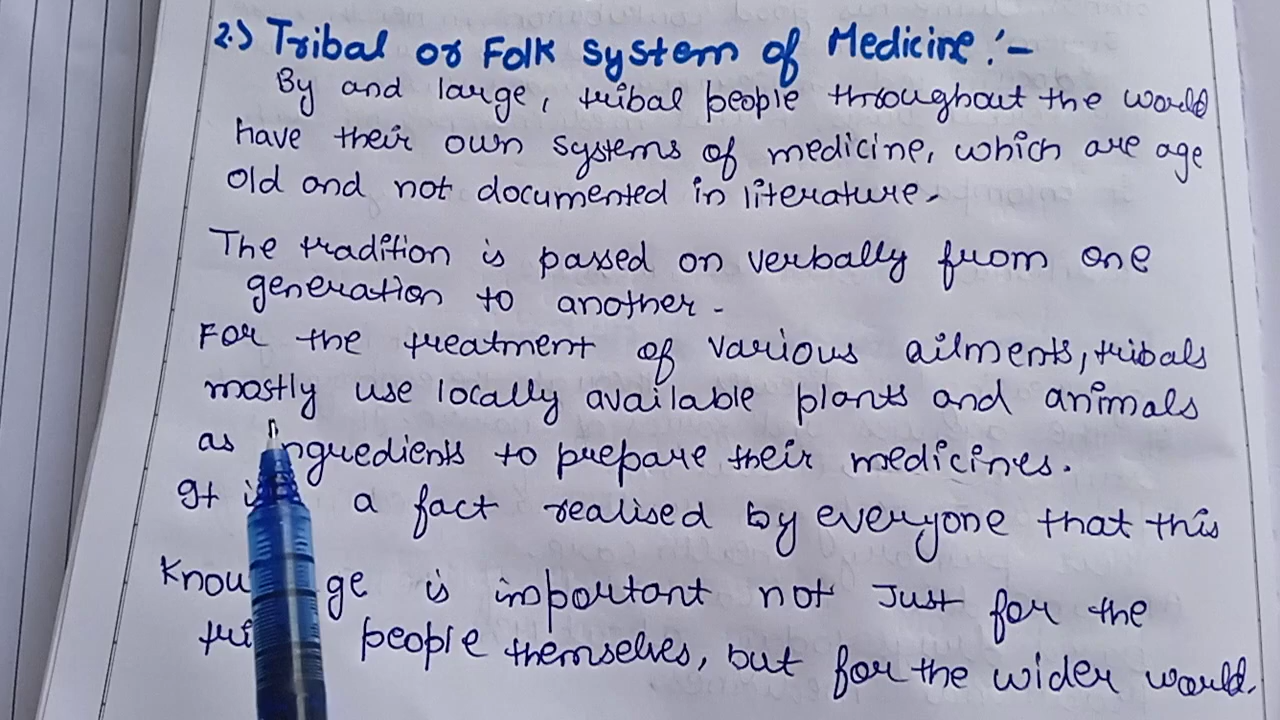 2.) Tribal or Folk System of Medicine :-
By and large, tribal people throughout the world
have their own systems of medicine, which are age
old and not documented in literature.
The tradition is passed on verbally from one
generation to another.
For the treatment of various ailments, tribals
mostly use locally available plants and animals
as ingredients to prepare their medicines.
It is a fact realised by everyone that this
is important not Just for the
people themselves, but for the wider world.